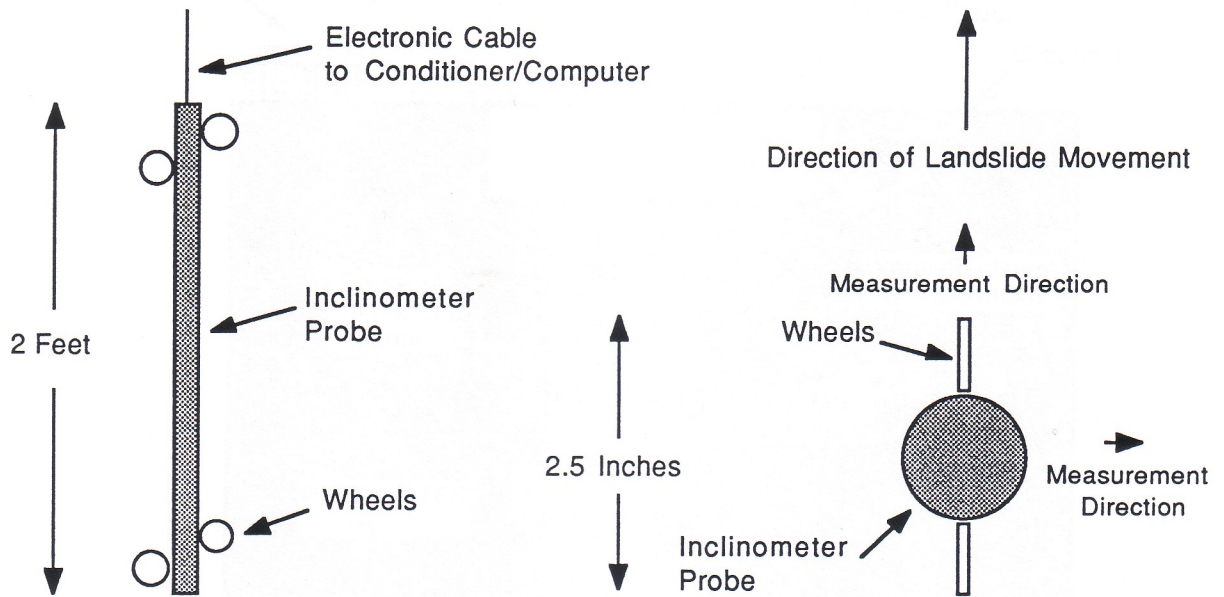 Electronic Cable
to Conditioner/Computer
Inclinometer
Probe
2 Feet
Wheels
Direction of Landslide Movement
Measurement Direction
Wheels
2.5 Inches
Measurement
Direction
Inclinometer
Probe